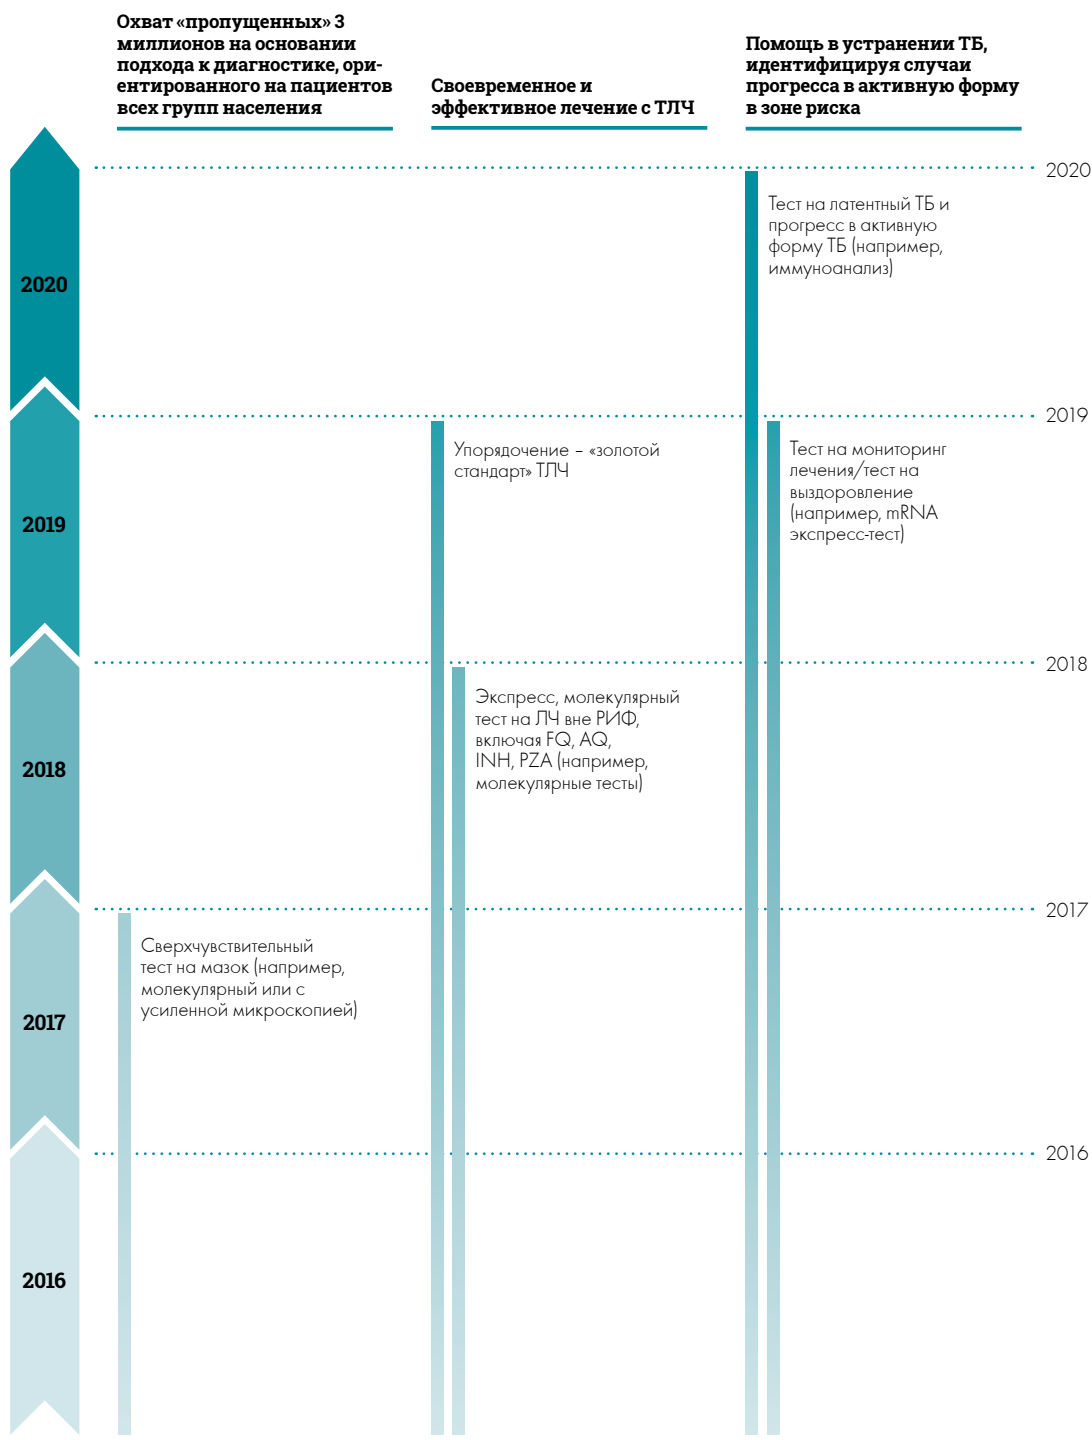 Охват «пропущенных» 3
миллионов на основании
подхода к диагностике, ори-
ентированного на пациентов
всех групп населения
Своевременное и
эффективное лечение с ТЛЧ
Помощь в устранении ТБ,
идентифицируя случаи
прогресса в активную форму
в зоне риска
2020
Тест на латентный ТБ и
прогресс в активную
форму ТБ (например,
иммуноанализ)
2020
2019
Упорядочение – «золотой
стандарт» ТЛЧ
Тест на мониторинг
лечения/тест на
выздоровление
(например, mRNA
экспресс-тест)
2019
2018
Экспресс, молекулярный
тест на ЛЧ вне РИФ,
включая FQ, AQ,
INH, PZA (например,
молекулярные тесты)
2018
2017
Сверхчувствительный
тест на мазок (например,
молекулярный или с
усиленной микроскопией)
2017
2016
2016